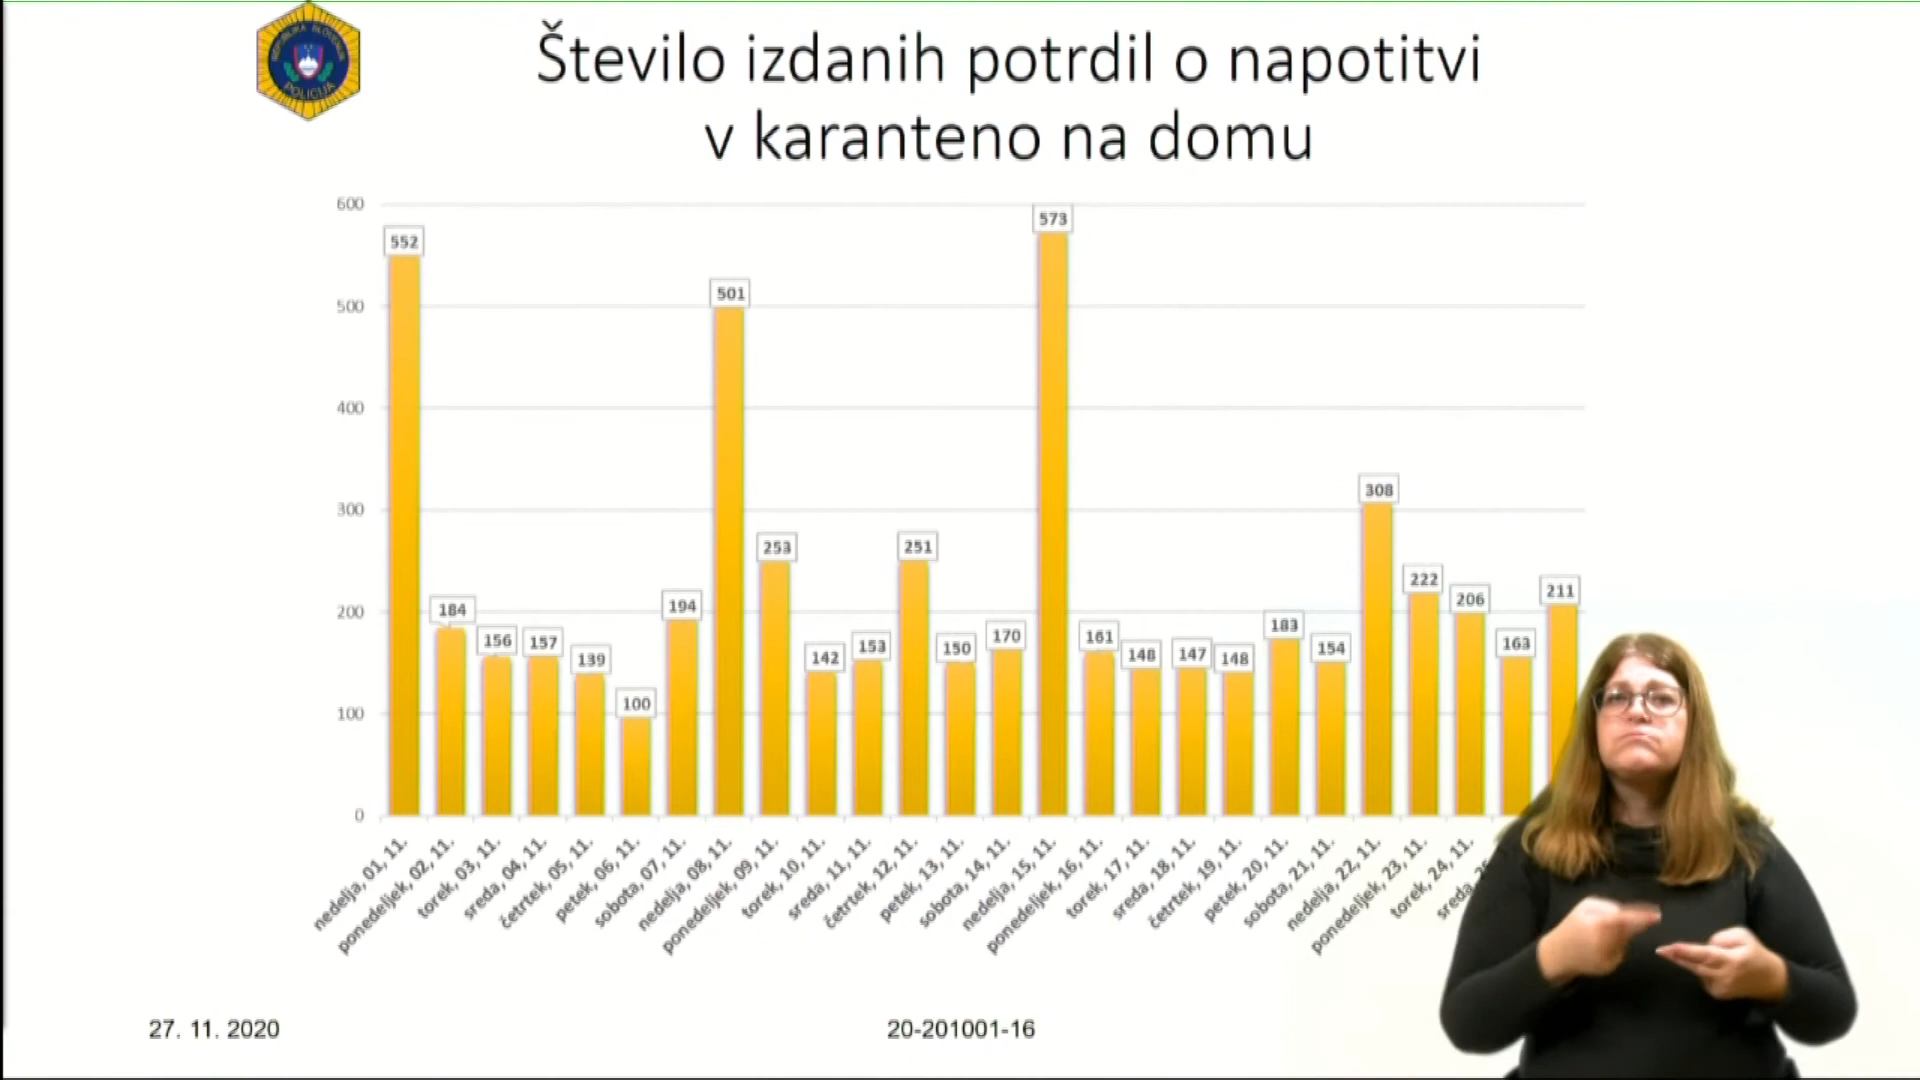 REPUBLIKA SLOVENIJA
POLICIJA
Število izdanih potrdil o napotitvi
v karanteno na domu
600
500
400
300
200
100
0
552
184
156
157
139
100
194
501
253
142
153
251
150
170
573
161
148
147
148
183
154
308
222
206
163
211
nedelja, 01, 11.
ponedeljek, 02, 11.
torek, 03, 11.
sreda, 04, 11.
četrtek, 05, 11.
petek, 06, 11.
sobota, 07, 11.
nedelja, 08, 11.
ponedeljek, 09, 11.
torek, 10, 11.
sreda, 11, 11.
četrtek, 12, 11.
petek, 13, 11.
sobota, 14, 11.
nedelja, 15, 11.
ponedeljek, 16, 11.
torek, 17, 11.
sreda, 18, 11.
četrtek, 19, 11.
petek, 20, 11.
sobota, 21, 11.
nedelja, 22, 11.
ponedeljek, 23, 11.
torek, 24, 11.
sreda,
27. 11. 2020
20-201001-16